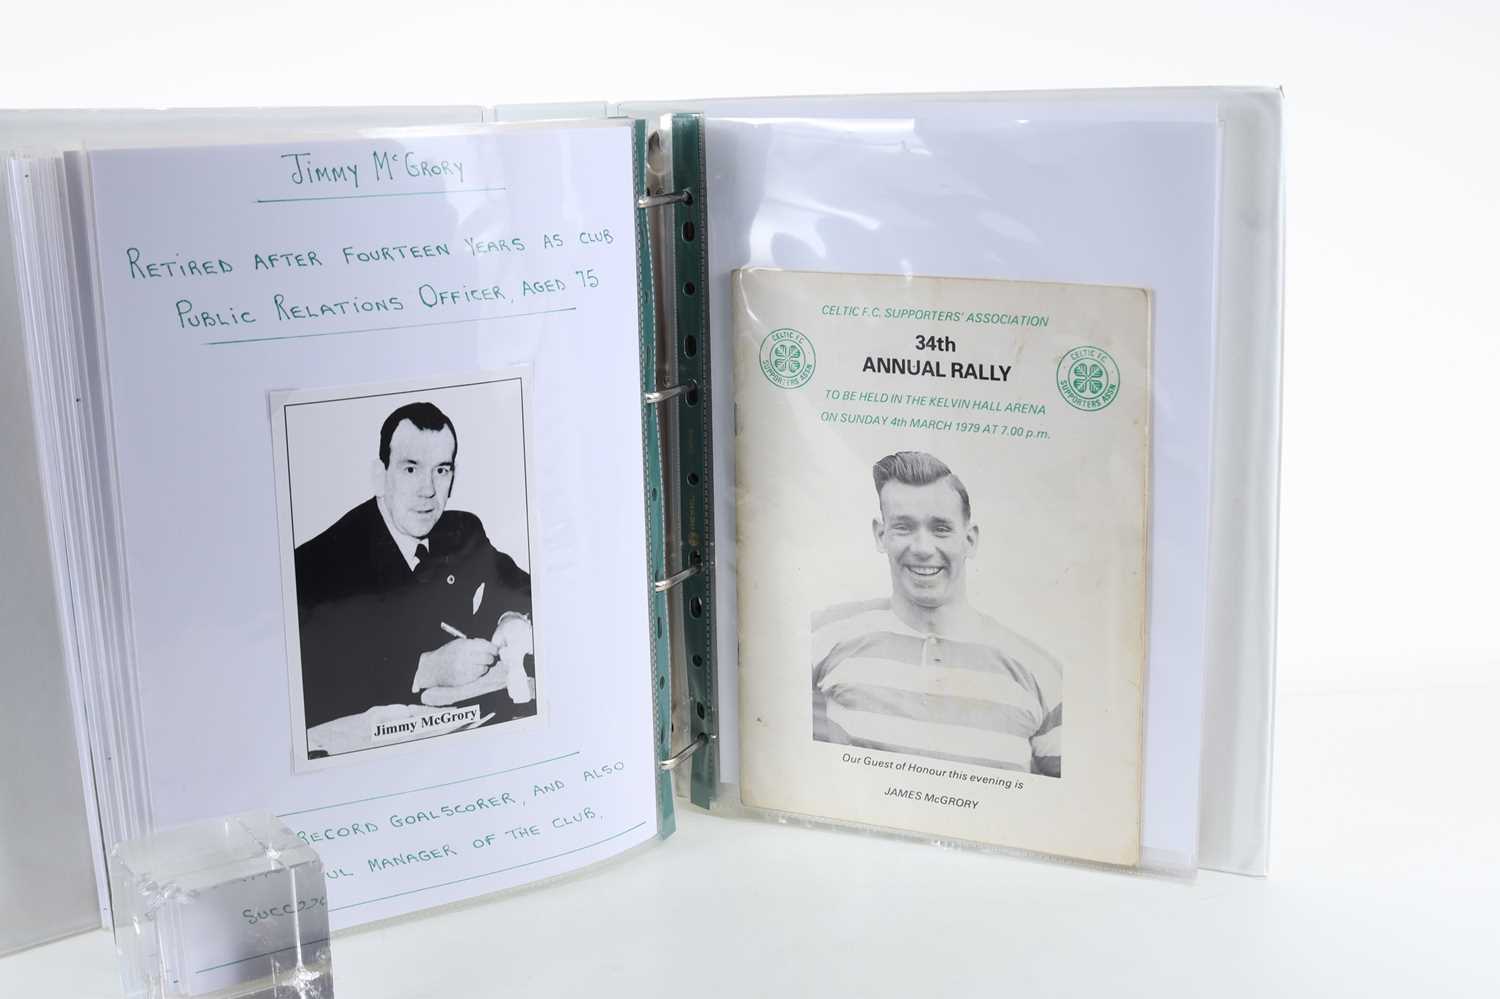 Jimmy McGrory
Retired after fourteen years as club
Public Relations Officer, aged 75
Jimmy McGrory
Record Goalscorer, and also
manager of the club.
CELTIC F.C. SUPPORTERS' ASSOCIATION
34th
ANNUAL RALLY
CELTIC F.C. SUPPORTERS ASSN.
CELTIC F.C. SUPPORTERS ASSN.
TO BE HELD IN THE KELVIN HALL ARENA
ON SUNDAY 4th MARCH 1979 AT 7.00 p.m.
Our Guest of Honour this evening is
JAMES McGRORY